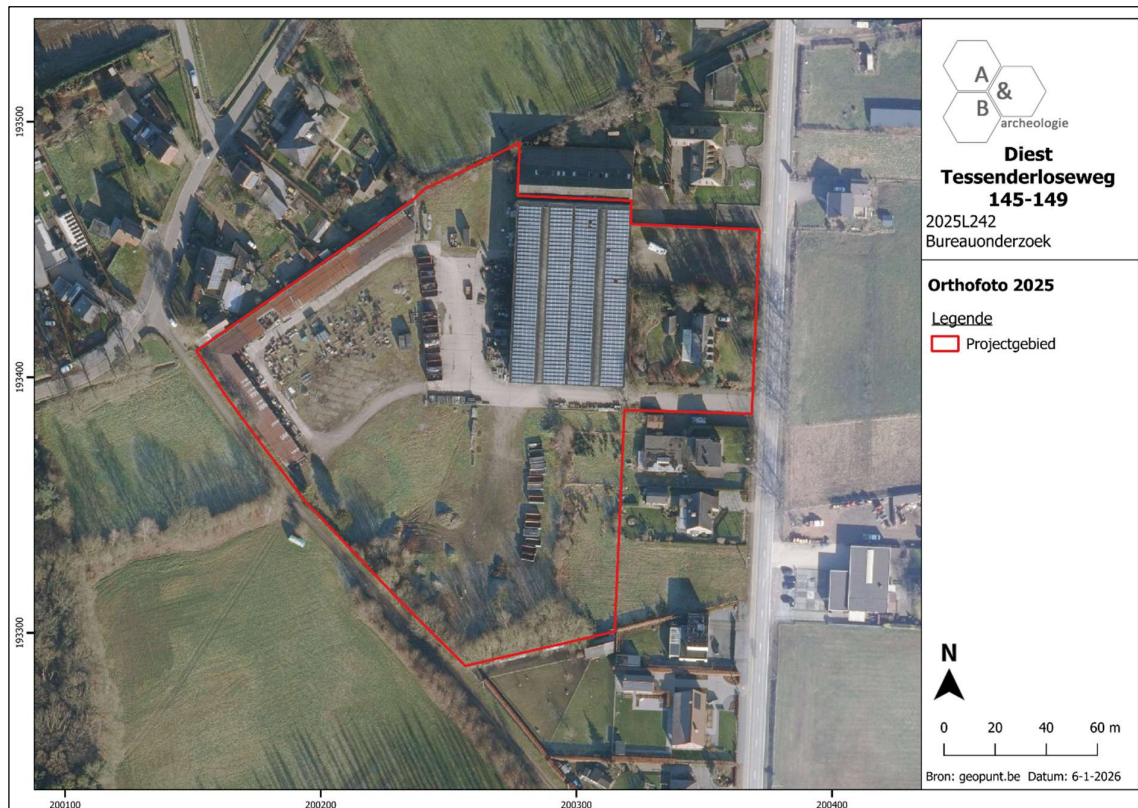 A
&
B
archeologie
Diest
Tessenderloseweg
145-149
2025L242
Bureauonderzoek
Orthofoto 2025
Legende
Projectgebied
N
0 20 40 60 m
Bron: geopunt.be Datum: 6-1-2026
193500
193400
193300
200100 200200 200300 200400